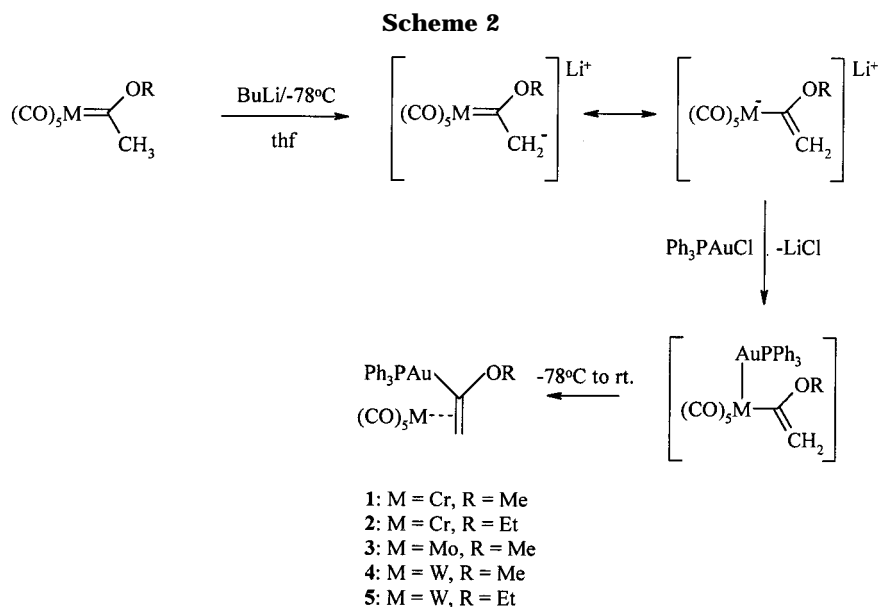 Scheme 2
(CO)₅M=C OR CH₃
BuLi/-78°C
thf
(CO)₅M=C OR CH₂⁻ Li⁺
(CO)₅M⁻ OR CH₂ Li⁺
Ph₃PAuCl -LiCl
AuPPh₃
(CO)₅M OR CH₂
-78°C to rt.
Ph₃PAu OR
(CO)₅M
1: M = Cr, R = Me
2: M = Cr, R = Et
3: M = Mo, R = Me
4: M = W, R = Me
5: M = W, R = Et